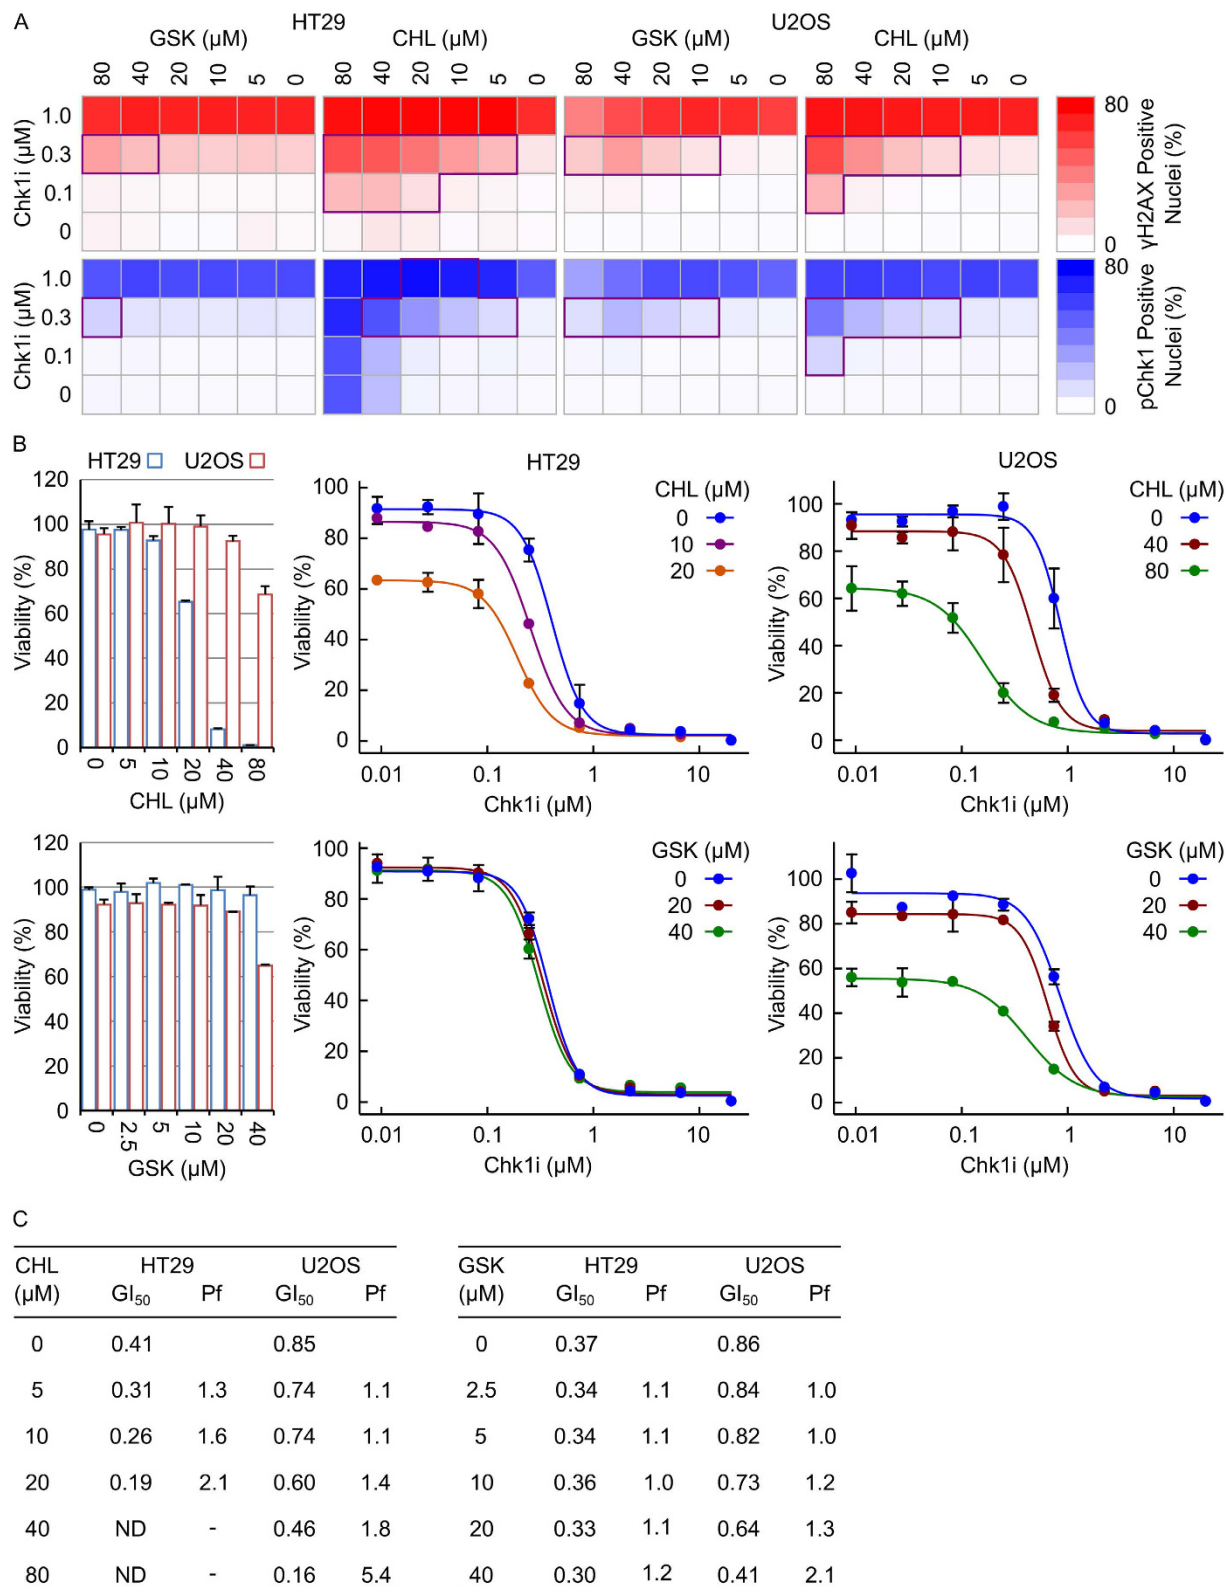 A
HT29
U2OS
GSK (µM)
CHL (µM)
GSK (µM)
CHL (µM)
80 40 20 10 5 0
80 40 20 10 5 0
80 40 20 10 5 0
80 40 20 10 5 0
Chk1i (µM)
1.0
0.3
0.1
0
80
0
γH2AX Positive
Nuclei (%)
Chk1i (µM)
1.0
0.3
0.1
0
80
0
pChk1 Positive
Nuclei (%)
B
HT29 U2OS
Viability (%)
120
100
80
60
40
20
0
0 5 10 20 40 80
CHL (µM)
HT29
Viability (%)
100
80
60
40
20
0
CHL (µM)
0
10
20
0.01 0.1 1 10
Chk1i (µM)
U2OS
Viability (%)
100
80
60
40
20
0
CHL (µM)
0
40
80
0.01 0.1 1 10
Chk1i (µM)
Viability (%)
120
100
80
60
40
20
0
0 2.5 5 10 20 40
GSK (µM)
Viability (%)
100
80
60
40
20
0
GSK (µM)
0
20
40
0.01 0.1 1 10
Chk1i (µM)
Viability (%)
100
80
60
40
20
0
GSK (µM)
0
20
40
0.01 0.1 1 10
Chk1i (µM)
C
CHL HT29 U2OS
(µM) GI50 Pf GI50 Pf
0 0.41 0.85
5 0.31 1.3 0.74 1.1
10 0.26 1.6 0.74 1.1
20 0.19 2.1 0.60 1.4
40 ND - 0.46 1.8
80 ND - 0.16 5.4
GSK HT29 U2OS
(µM) GI50 Pf GI50 Pf
0 0.37 0.86
2.5 0.34 1.1 0.84 1.0
5 0.34 1.1 0.82 1.0
10 0.36 1.0 0.73 1.2
20 0.33 1.1 0.64 1.3
40 0.30 1.2 0.41 2.1